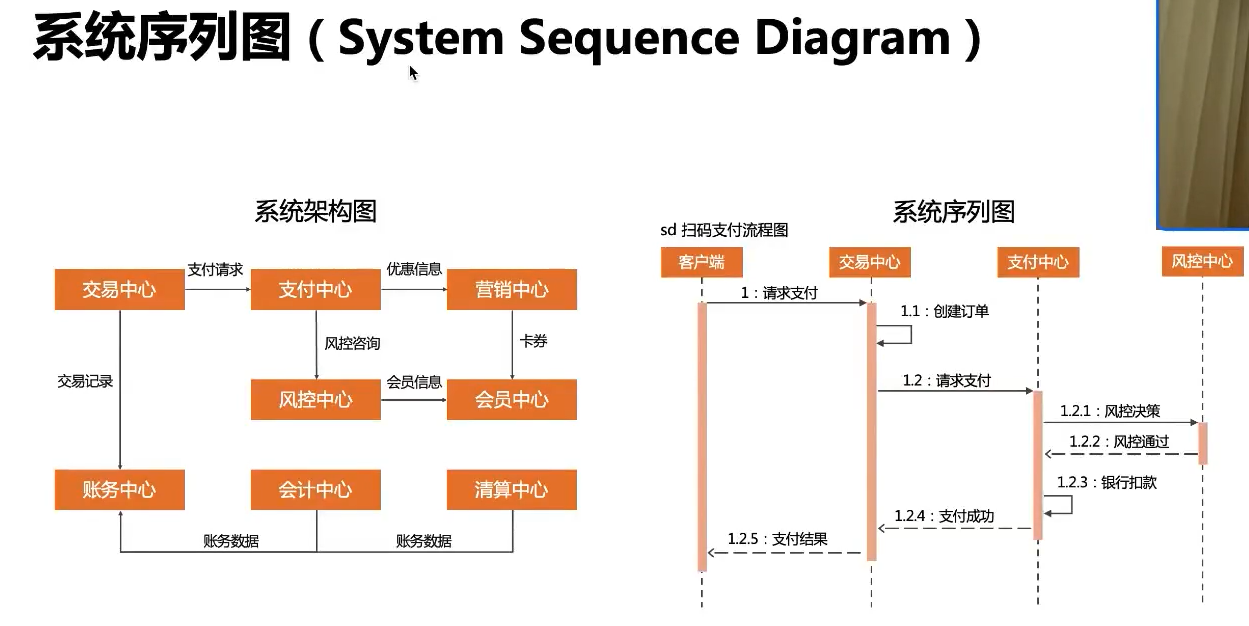 系统序列图（System Sequence Diagram）
系统架构图
交易中心
支付请求
支付中心
优惠信息
营销中心
交易记录
风控咨询
卡券
风控中心
会员信息
会员中心
账务中心
会计中心
清算中心
账务数据
账务数据
系统序列图
sd 扫码支付流程图
客户端
交易中心
支付中心
风控中心
1：请求支付
1.1：创建订单
1.2：请求支付
1.2.1：风控决策
1.2.2：风控通过
1.2.3：银行扣款
1.2.4：支付成功
1.2.5：支付结果